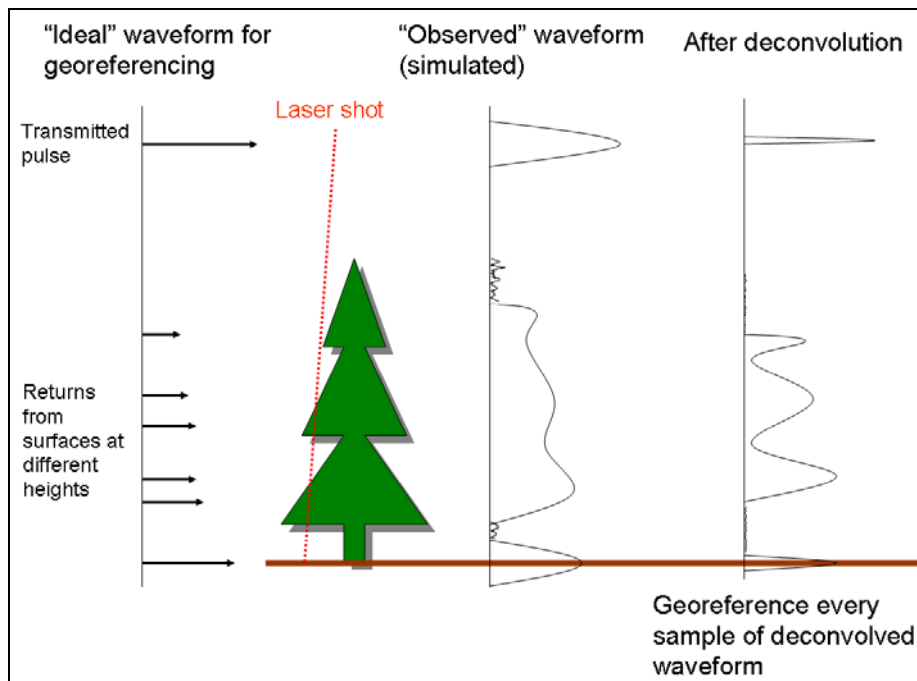 “Ideal” waveform for
georeferencing
“Observed” waveform
(simulated)
After deconvolution
Laser shot
Transmitted
pulse
Returns
from
surfaces at
different
heights
Georeference every
sample of deconvolved
waveform